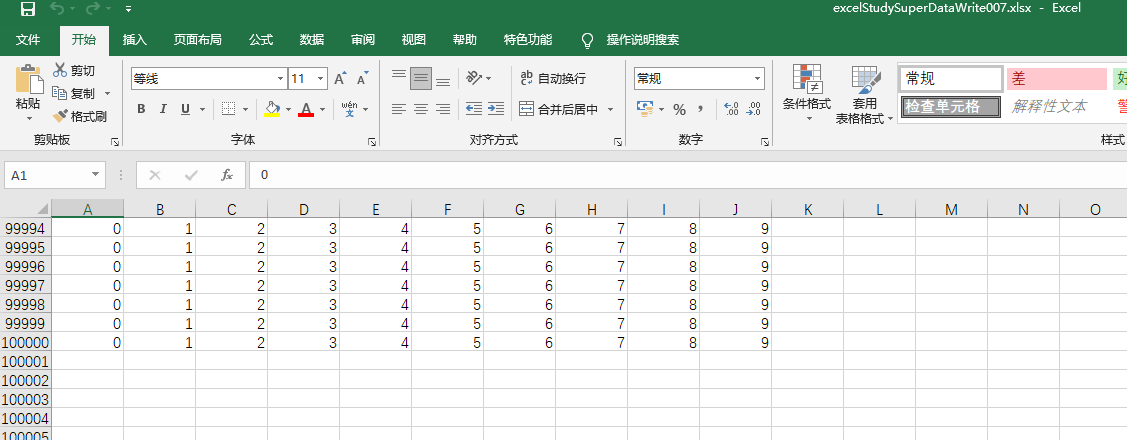 excelStudySuperDataWrite007.xlsx - Excel
文件 开始 插入 页面布局 公式 数据 审阅 视图 帮助 特色功能 操作说明搜索
粘贴 剪切 复制 格式刷 剪贴板
等线 11 A A
B I U A wén 字体
ab 自动换行
合并后居中 对齐方式
常规
% , .0 .00 .00 .0 数字
条件格式 套用 表格格式
常规 差 好
检查单元格 解释性文本 警
样式
A1 fx 0
A B C D E F G H I J K L M N O
99994 0 1 2 3 4 5 6 7 8 9
99995 0 1 2 3 4 5 6 7 8 9
99996 0 1 2 3 4 5 6 7 8 9
99997 0 1 2 3 4 5 6 7 8 9
99998 0 1 2 3 4 5 6 7 8 9
99999 0 1 2 3 4 5 6 7 8 9
100000 0 1 2 3 4 5 6 7 8 9
100001
100002
100003
100004
100005